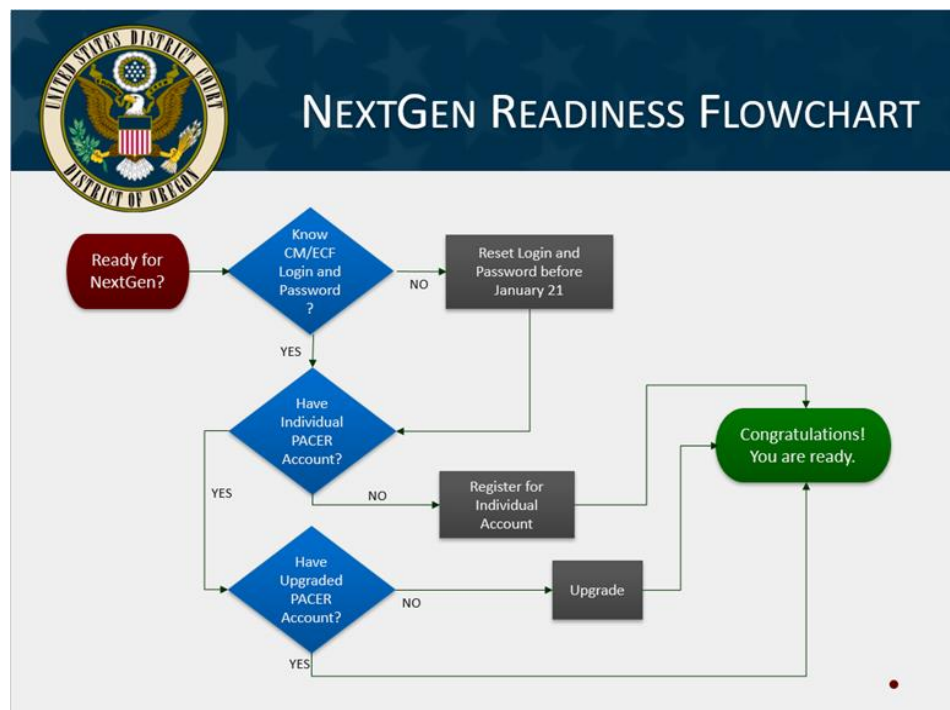 UNITED STATES DISTRICT COURT
DISTRICT OF OREGON
NEXTGEN READINESS FLOWCHART
Ready for
NextGen?
Know
CM/ECF
Login and
Password
?
NO
Reset Login and
Password before
January 21
YES
Have
Individual
PACER
Account?
Congratulations!
You are ready.
YES
NO
Register for
Individual
Account
Have
Upgraded
PACER
Account?
NO
Upgrade
YES